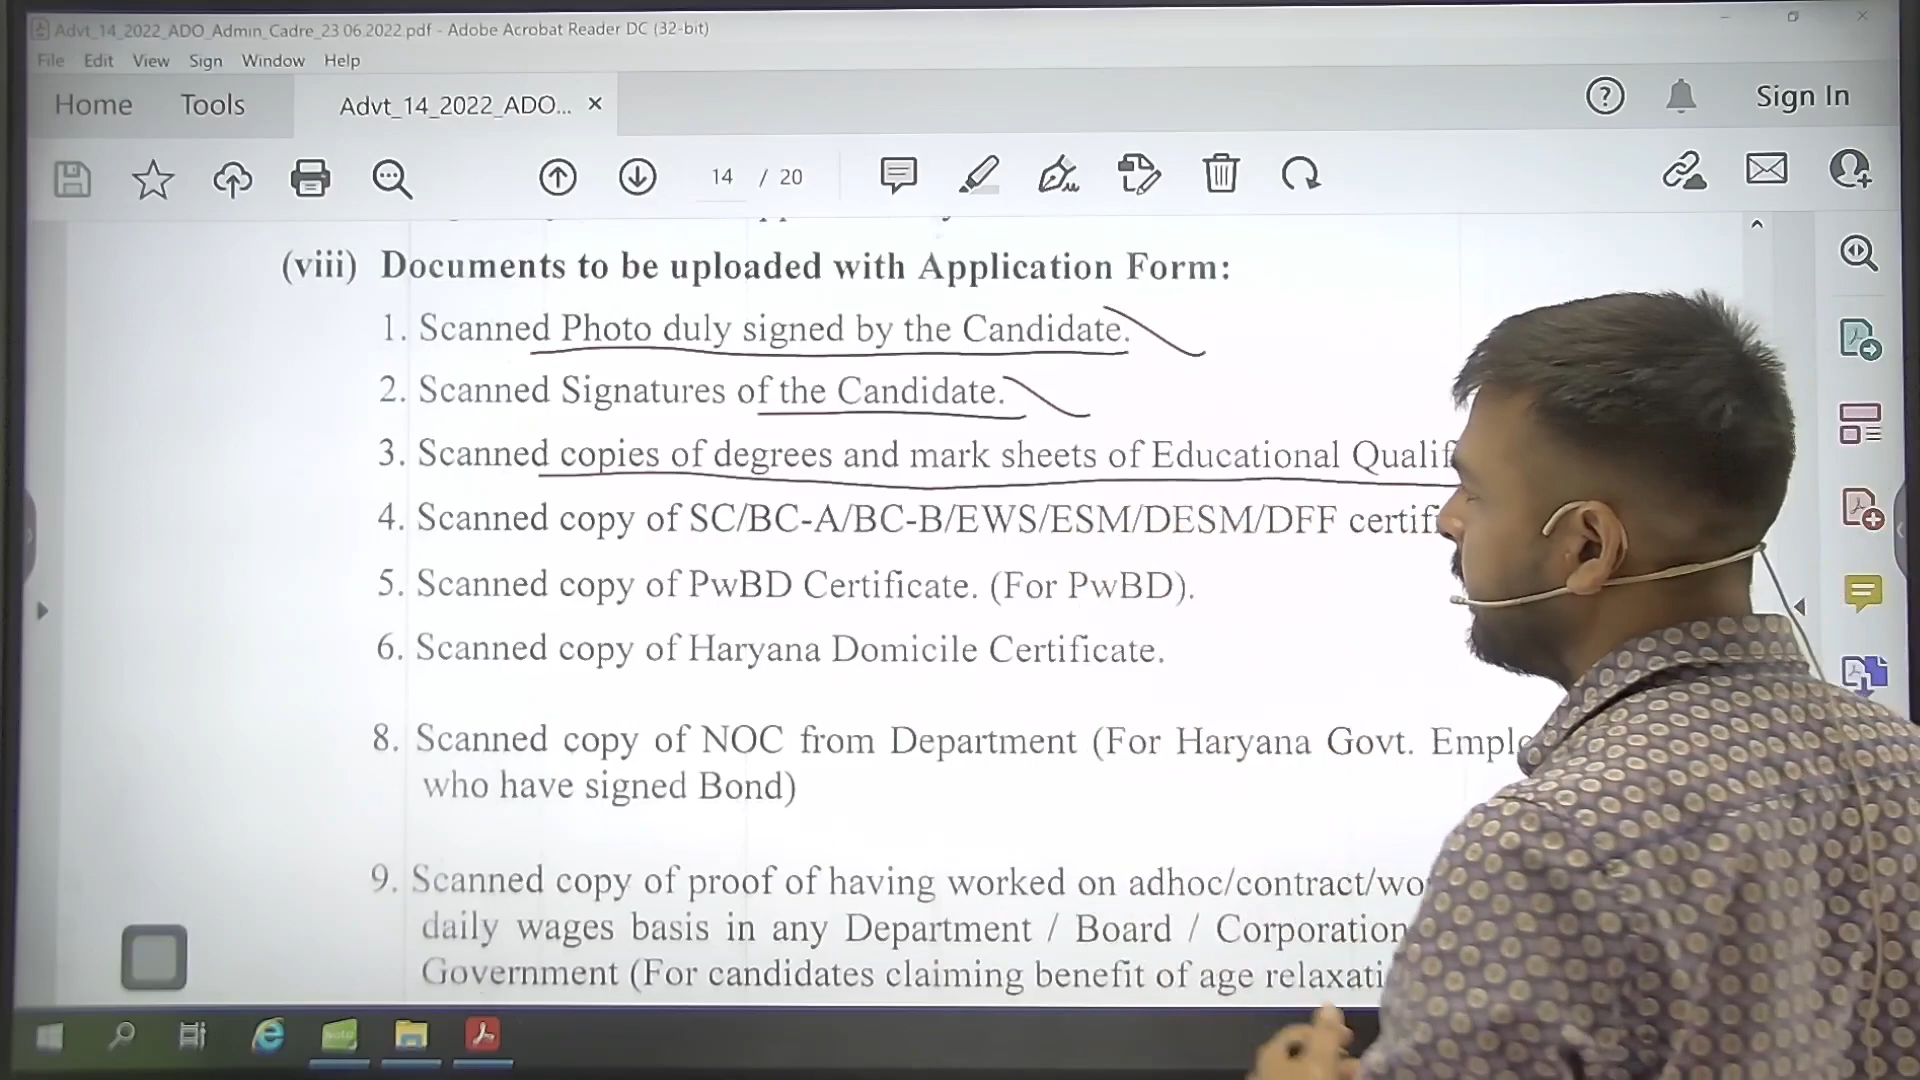 Advt_14_2022_ADO_Admin_Cadre_23 06 2022.pdf - Adobe Acrobat Reader DC (32-bit)
File Edit View Sign Window Help
Home Tools Advt_14_2022_ADO... ×
Sign In
14 / 20
(viii) Documents to be uploaded with Application Form:
1. Scanned Photo duly signed by the Candidate.
2. Scanned Signatures of the Candidate.
3. Scanned copies of degrees and mark sheets of Educational Qualif
4. Scanned copy of SC/BC-A/BC-B/EWS/ESM/DESM/DFF certifi
5. Scanned copy of PwBD Certificate. (For PwBD).
6. Scanned copy of Haryana Domicile Certificate.
8. Scanned copy of NOC from Department (For Haryana Govt. Emplo
who have signed Bond)
9. Scanned copy of proof of having worked on adhoc/contract/wo
daily wages basis in any Department / Board / Corporation
Government (For candidates claiming benefit of age relaxati